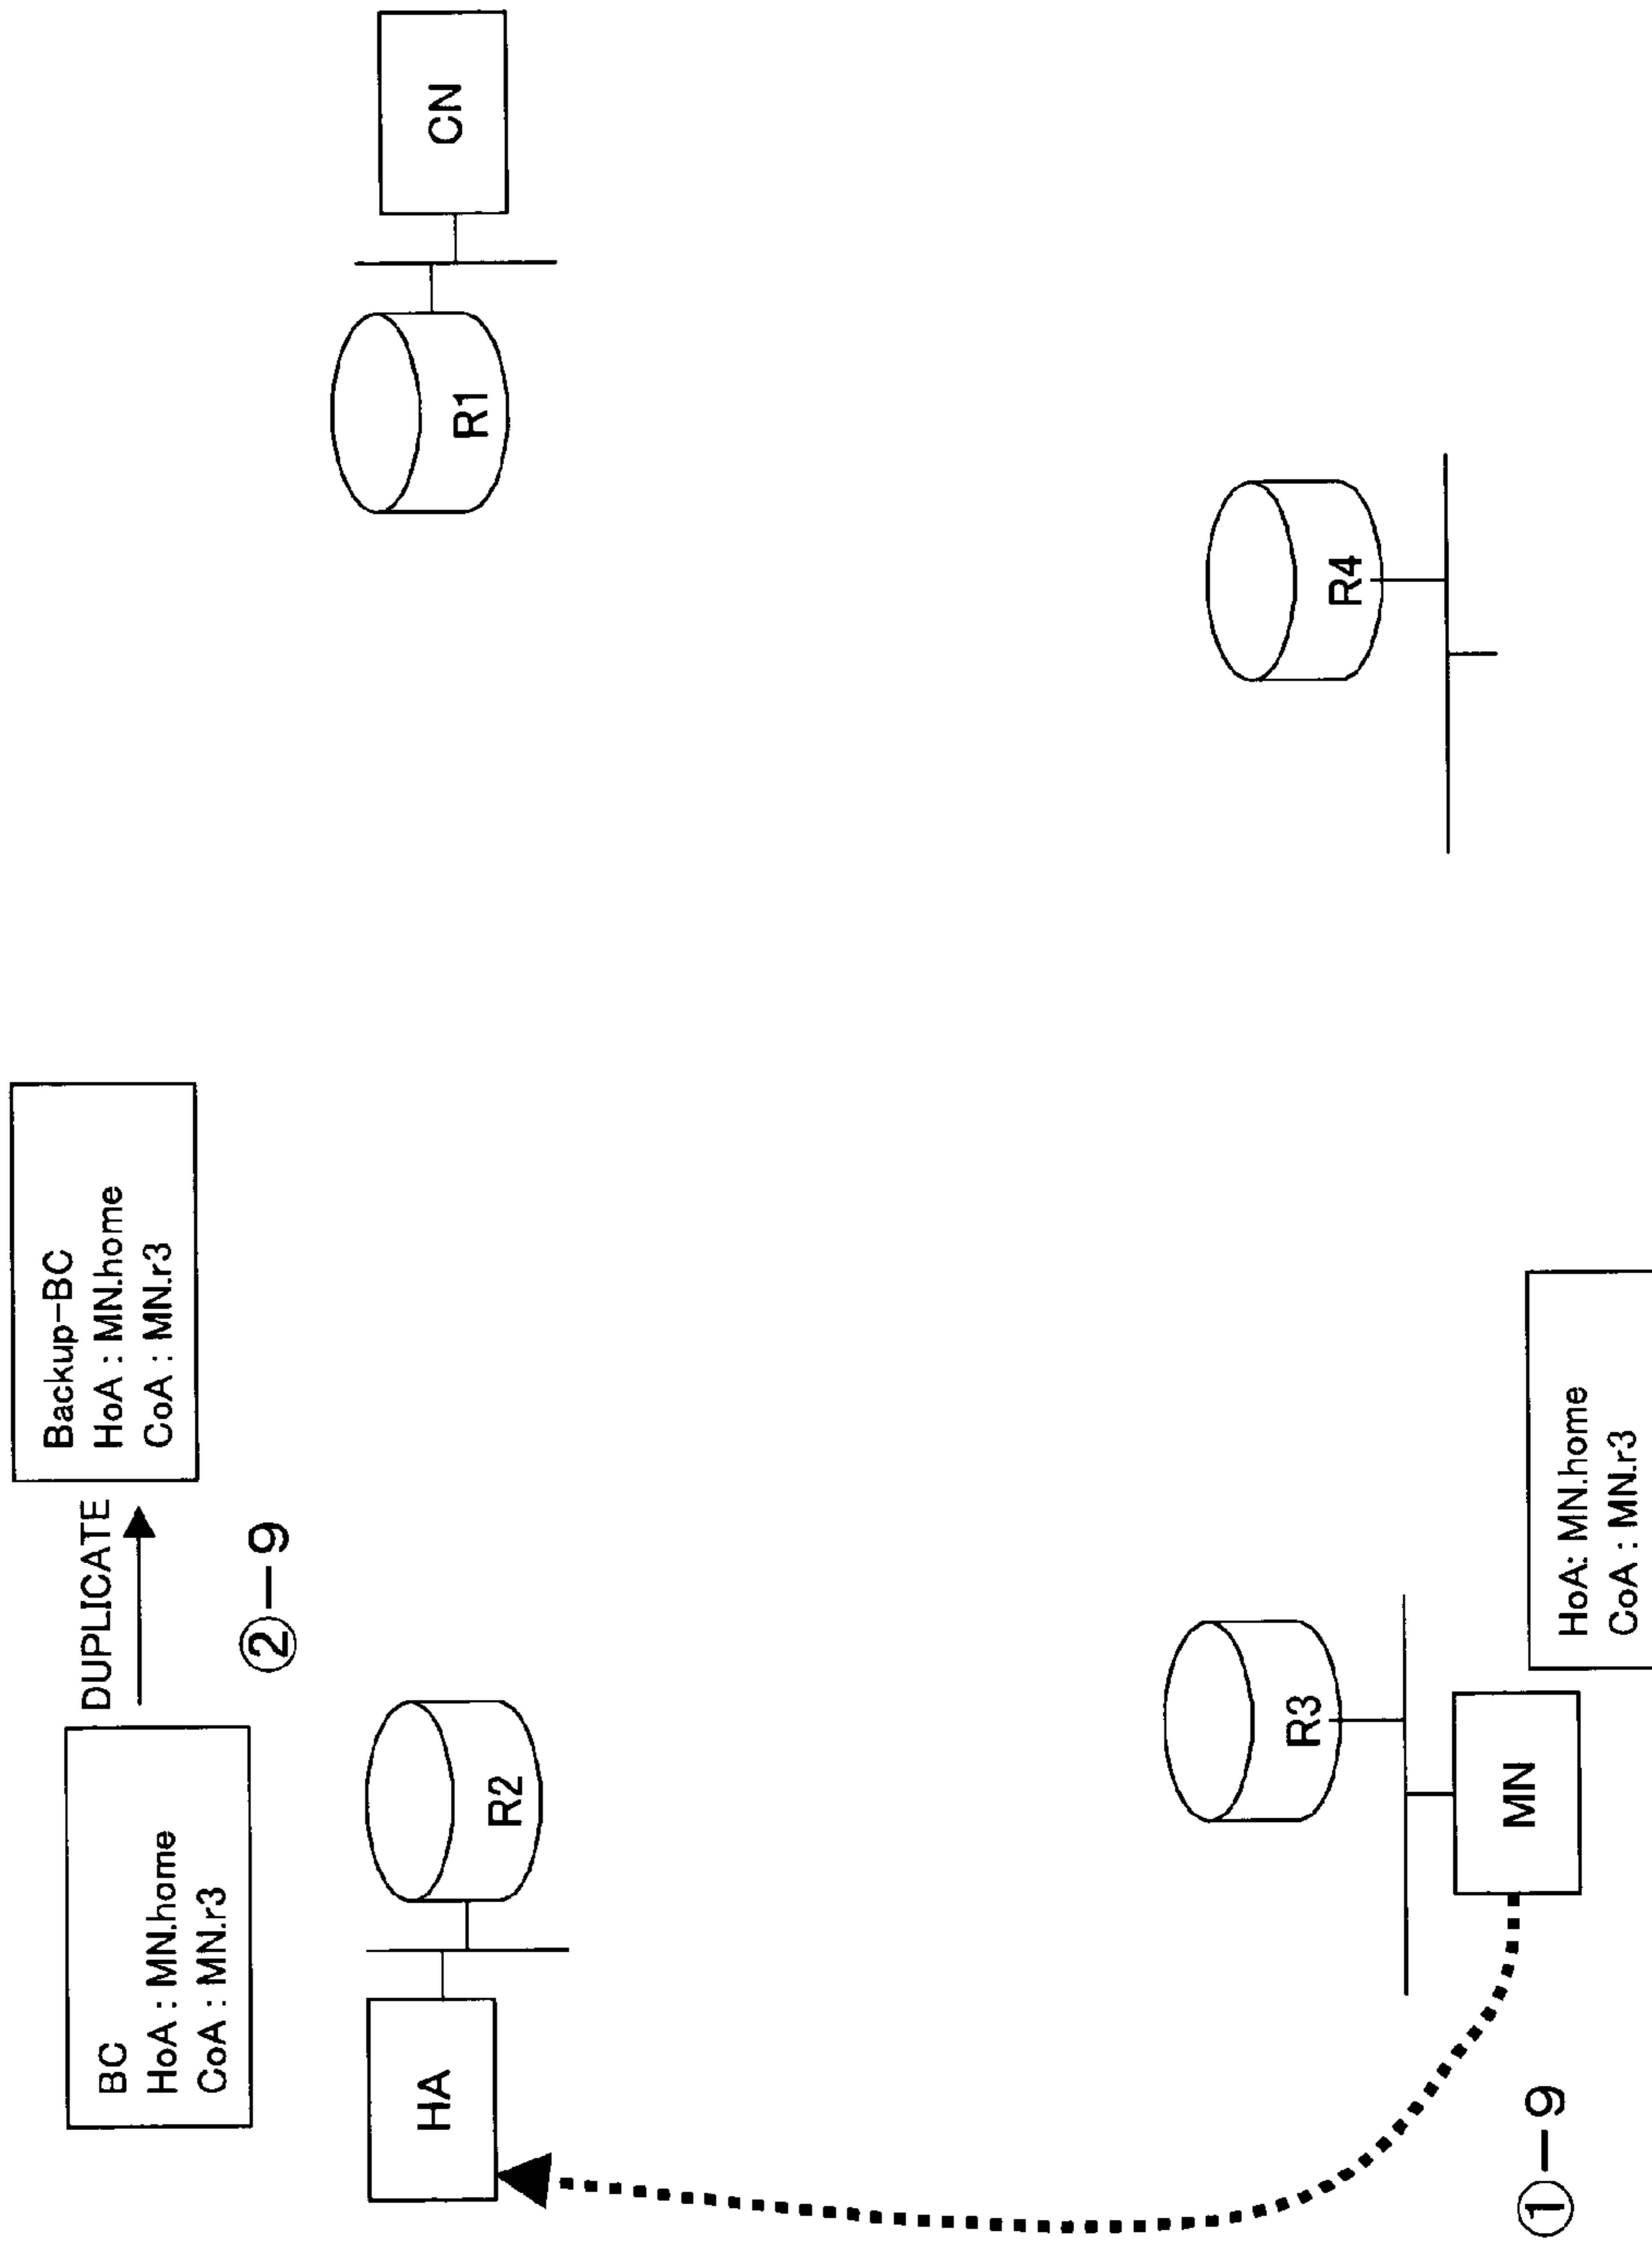 BC
HoA : MN.home
CoA : MN.r3
DUPLICATE
②-9
Backup-BC
HoA : MN.home
CoA : MN.r3
HA
R2
R1
CN
R3
R4
MN
HoA: MN.home
CoA : MN.r3
①-9